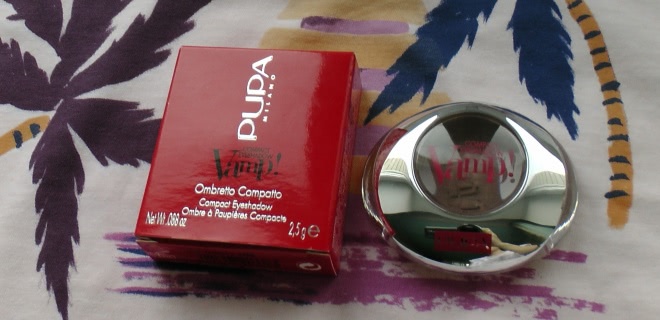 PUPA
MILANO
Vamp!
Ombretto Compatto
Compact Eyeshadow
Ombre à Paupières Compacte
Net Wt .088 oz
2,5 g ℮
Vamp!